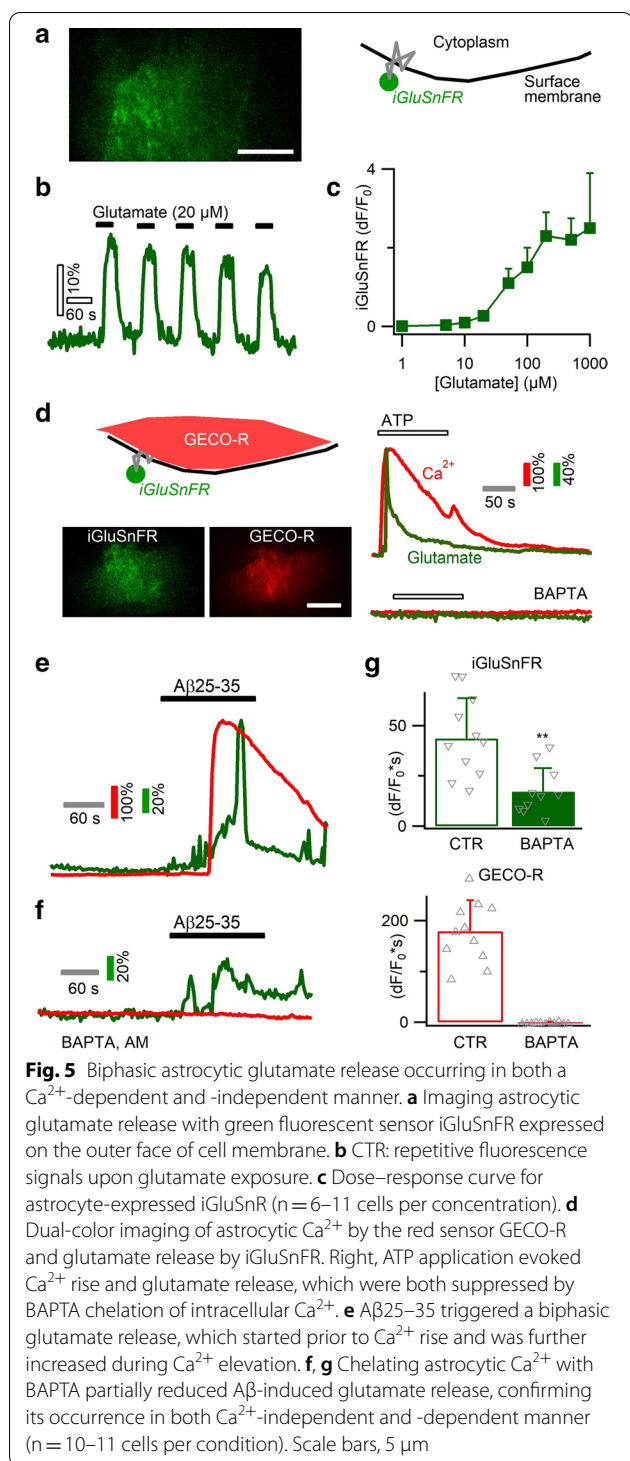 a
Cytoplasm
iGluSnFR
Surface
membrane
b
Glutamate (20 µM)
10%
60 s
c
iGluSnFR (dF/F0)
4
0
1
10
100
1000
[Glutamate] (µM)
d
GECO-R
iGluSnFR
iGluSnFR
GECO-R
ATP
Ca2+
100%
40%
50 s
Glutamate
BAPTA
e
Aβ25-35
60 s
100%
20%
f
Aβ25-35
60 s
20%
BAPTA, AM
g
iGluSnFR
(dF/F0*s)
50
0
**
CTR
BAPTA
GECO-R
(dF/F0*s)
200
0
CTR
BAPTA
Fig. 5 Biphasic astrocytic glutamate release occurring in both a
Ca2+-dependent and -independent manner. a Imaging astrocytic
glutamate release with green fluorescent sensor iGluSnFR expressed
on the outer face of cell membrane. b CTR: repetitive fluorescence
signals upon glutamate exposure. c Dose–response curve for
astrocyte-expressed iGluSnR (n = 6–11 cells per concentration). d
Dual-color imaging of astrocytic Ca2+ by the red sensor GECO-R
and glutamate release by iGluSnFR. Right, ATP application evoked
Ca2+ rise and glutamate release, which were both suppressed by
BAPTA chelation of intracellular Ca2+. e Aβ25–35 triggered a biphasic
glutamate release, which started prior to Ca2+ rise and was further
increased during Ca2+ elevation. f, g Chelating astrocytic Ca2+ with
BAPTA partially reduced Aβ-induced glutamate release, confirming
its occurrence in both Ca2+-independent and -dependent manner
(n = 10–11 cells per condition). Scale bars, 5 µm